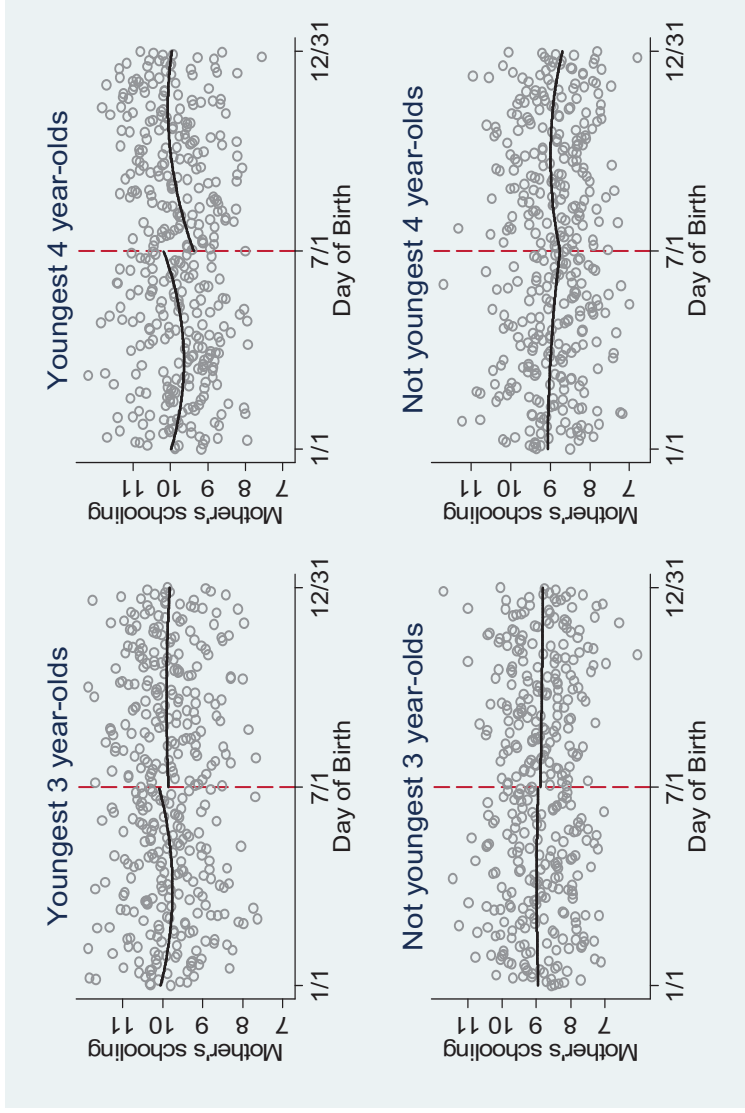 Youngest 3 year-olds
Mother's schooling
7 8 9 10 11
1/1 7/1 12/31
Day of Birth
Youngest 4 year-olds
Mother's schooling
7 8 9 10 11
1/1 7/1 12/31
Day of Birth
Not youngest 3 year-olds
Mother's schooling
7 8 9 10 11
1/1 7/1 12/31
Day of Birth
Not youngest 4 year-olds
Mother's schooling
7 8 9 10 11
1/1 7/1 12/31
Day of Birth